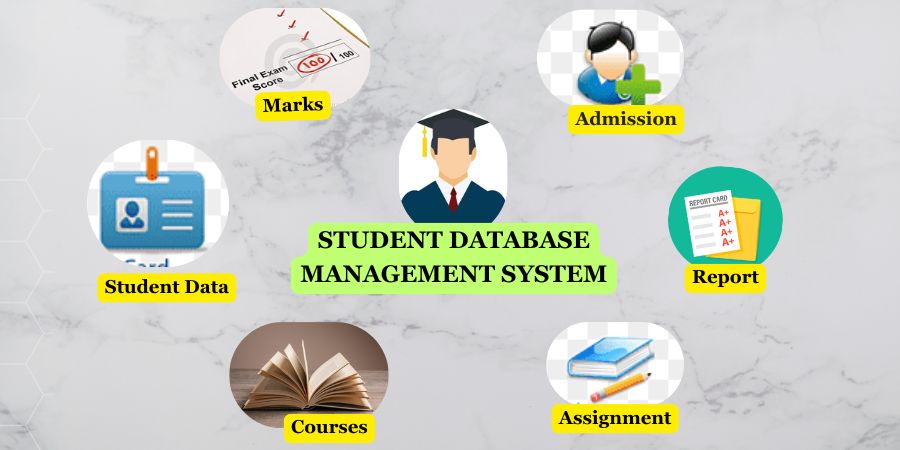 Final Exam
Score
100/100
Marks
Admission
STUDENT DATABASE
MANAGEMENT SYSTEM
Student Data
REPORT CARD
A+
A+
A+
A+
Report
Courses
Assignment